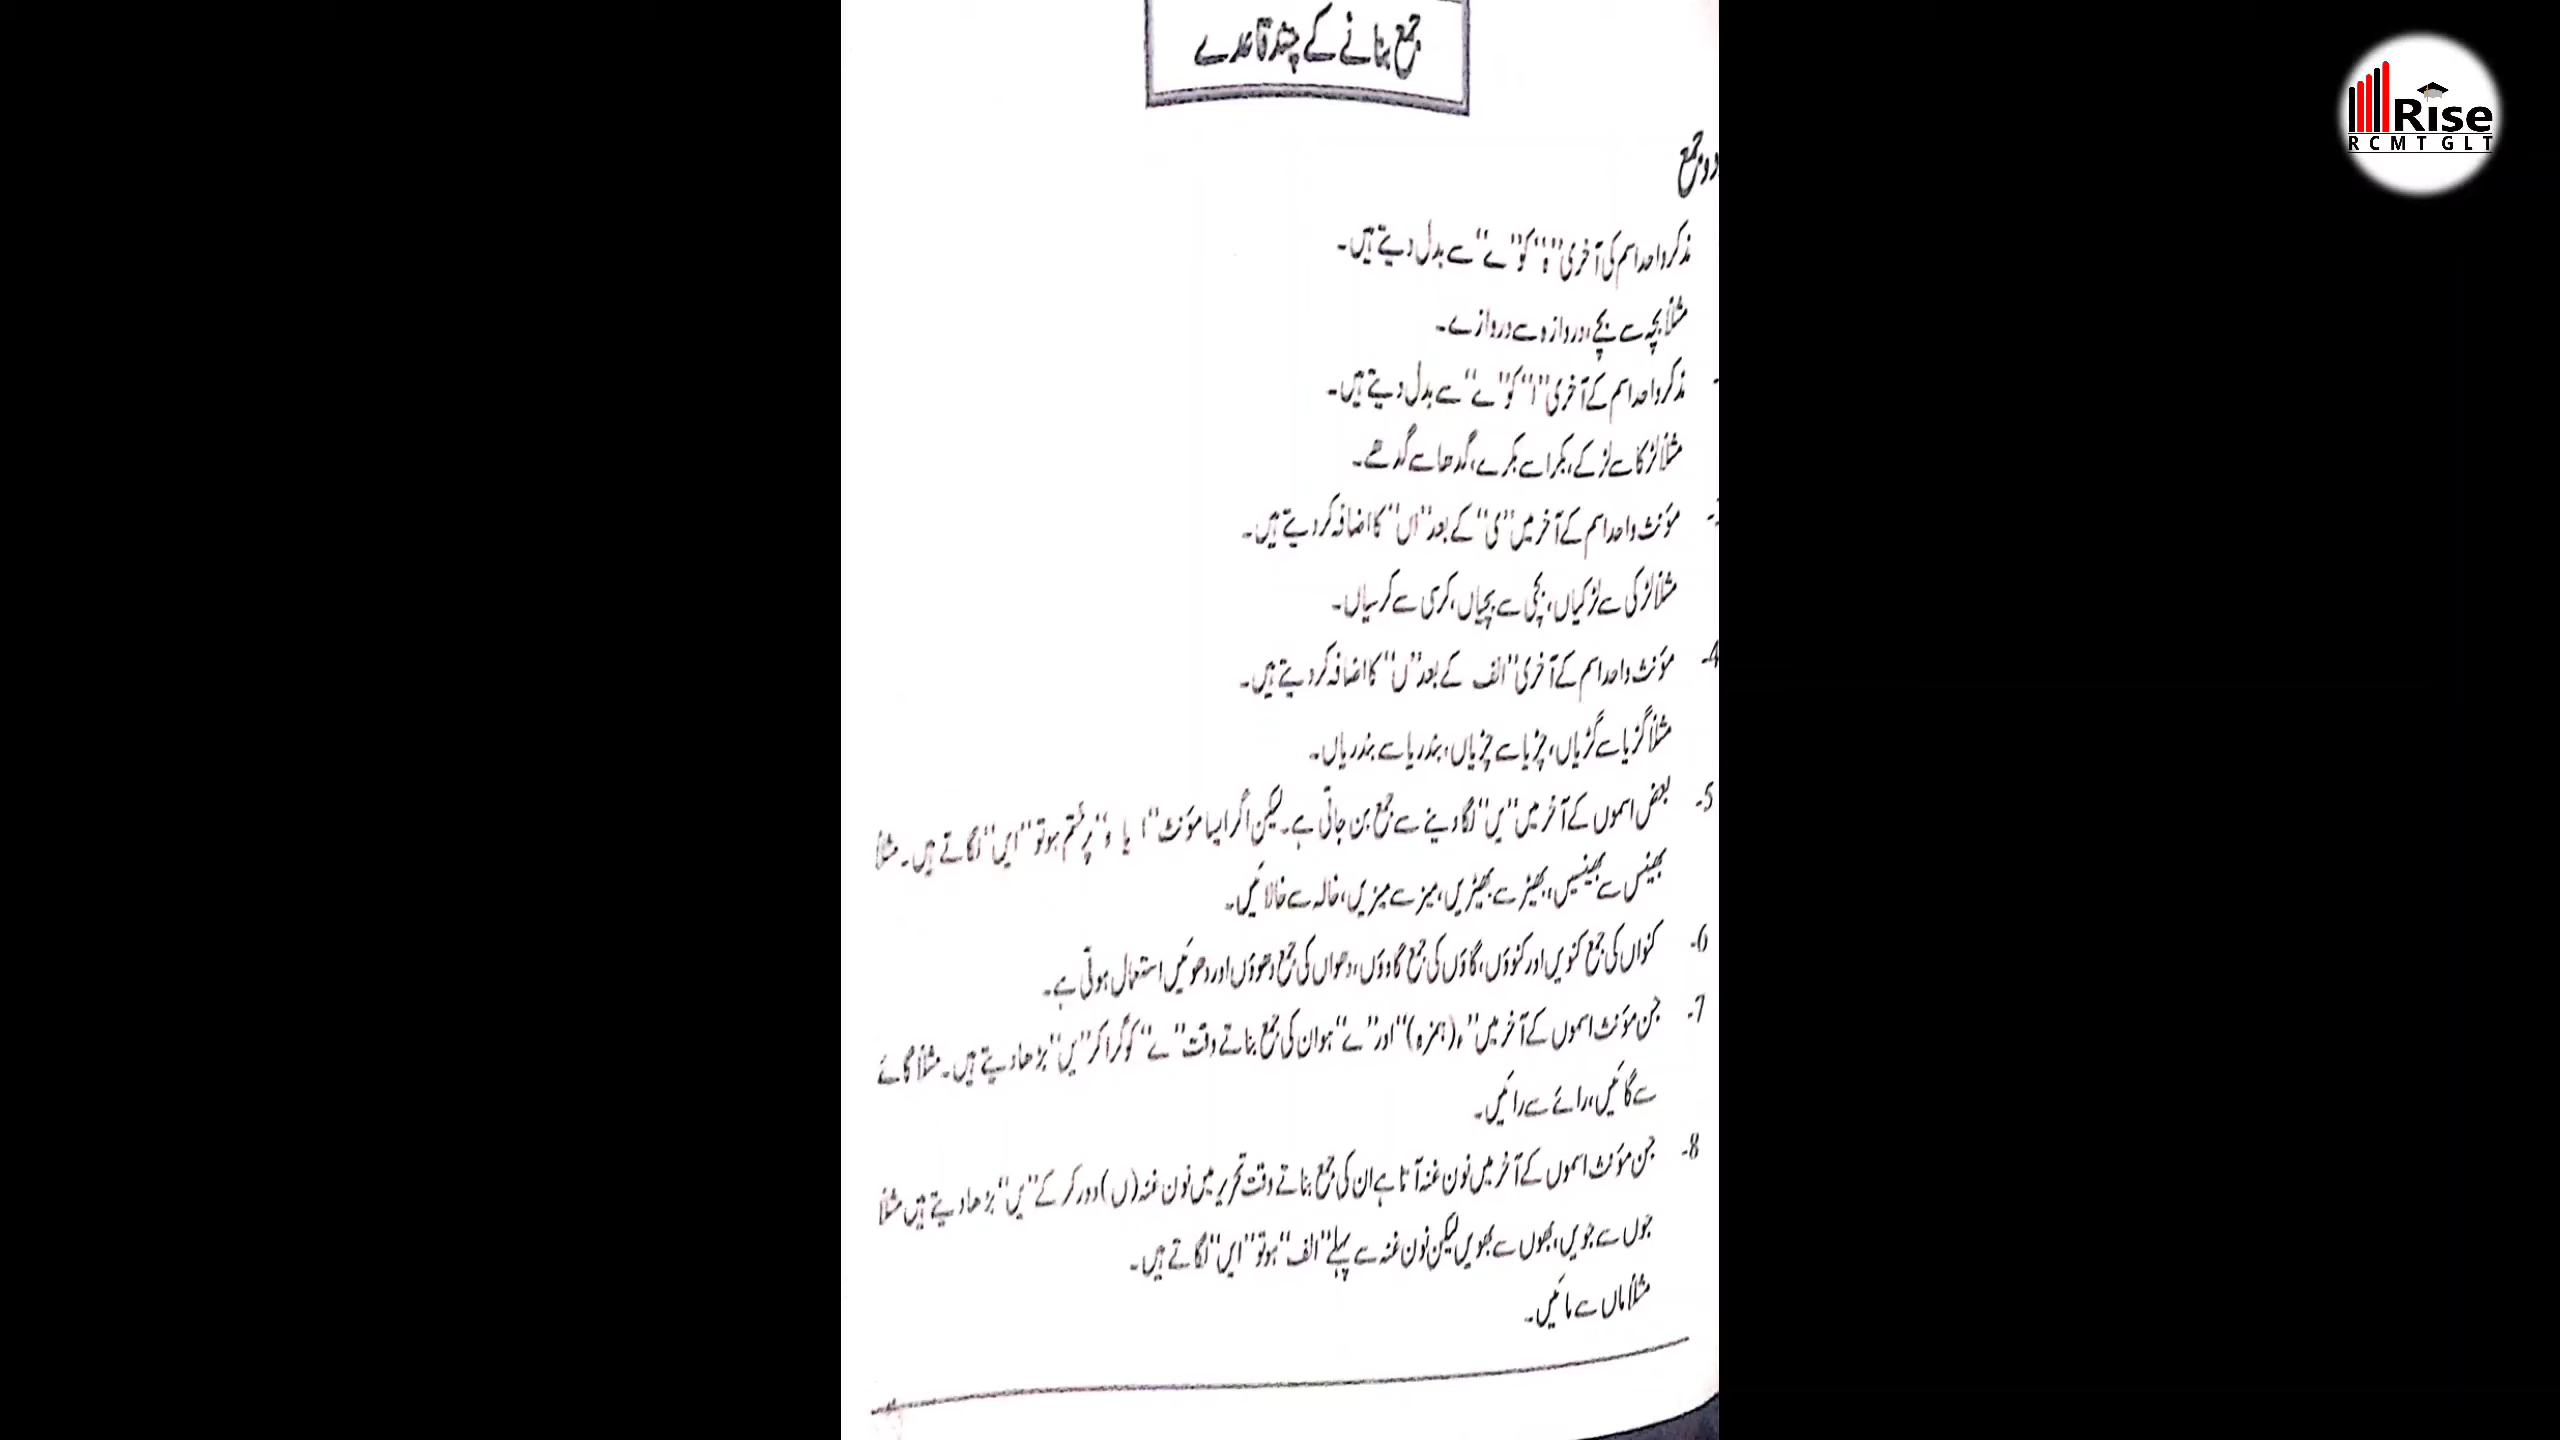 جمع بنانے کے چند قاعدے
Rise
RCMTGLT
جمع
مذکر واحد اسم کی آخری "ہ" کو "ے" سے بدل دیتے ہیں۔
مثلاً بچہ سے بچے، دروازہ سے دروازے۔
مذکر واحد اسم کے آخری "ا" کو "ے" سے بدل دیتے ہیں۔
مثلاً لڑکا سے لڑکے، بکرا سے بکرے، گدھا سے گدھے۔
مؤنث واحد اسم کے آخر میں "ی" کے بعد "اں" کا اضافہ کر دیتے ہیں۔
مثلاً لڑکی سے لڑکیاں، بچی سے بچیاں، کرسی سے کرسیاں۔
4- مؤنث واحد اسم کے آخری "الف کے بعد "ں" کا اضافہ کر دیتے ہیں۔
مثلاً گڑیا سے گڑیاں، چڑیا سے چڑیاں، بندریا سے بندریاں۔
5- بعض اسموں کے آخر میں "یں" لگا دینے سے جمع بن جاتی ہے۔ لیکن اگر ایسا مؤنث "ا یا ہ" پر ختم ہو تو "ایں" لگاتے ہیں۔ مثلاً
بھینس سے بھینسیں، بھیڑ سے بھیڑیں، میز سے میزیں، خالہ سے خالائیں۔
6- کنواں کی جمع کنویں اور کنوؤں، گاؤں کی جمع گاوؤں، دھواں کی جمع دھوؤں اور دھوئیں استعمال ہوتی ہے۔
7- جن مؤنث اسموں کے آخر میں "ء (ہمزہ)" اور "ے" ہو ان کی جمع بناتے وقت "ے" کو گرا کر "یں" بڑھا دیتے ہیں۔ مثلاً گائے
سے گائیں، رائے سے رائیں۔
8- جن مؤنث اسموں کے آخر میں نون غنہ آتا ہے ان کی جمع بناتے وقت تحریر میں نون غنہ (ں) دور کر کے "یں" بڑھا دیتے ہیں مثلاً
جوں سے جویں، بھوں سے بھویں لیکن نون غنہ سے پہلے "الف" ہو تو "ایں" لگاتے ہیں۔
مثلاً ماں سے مائیں۔